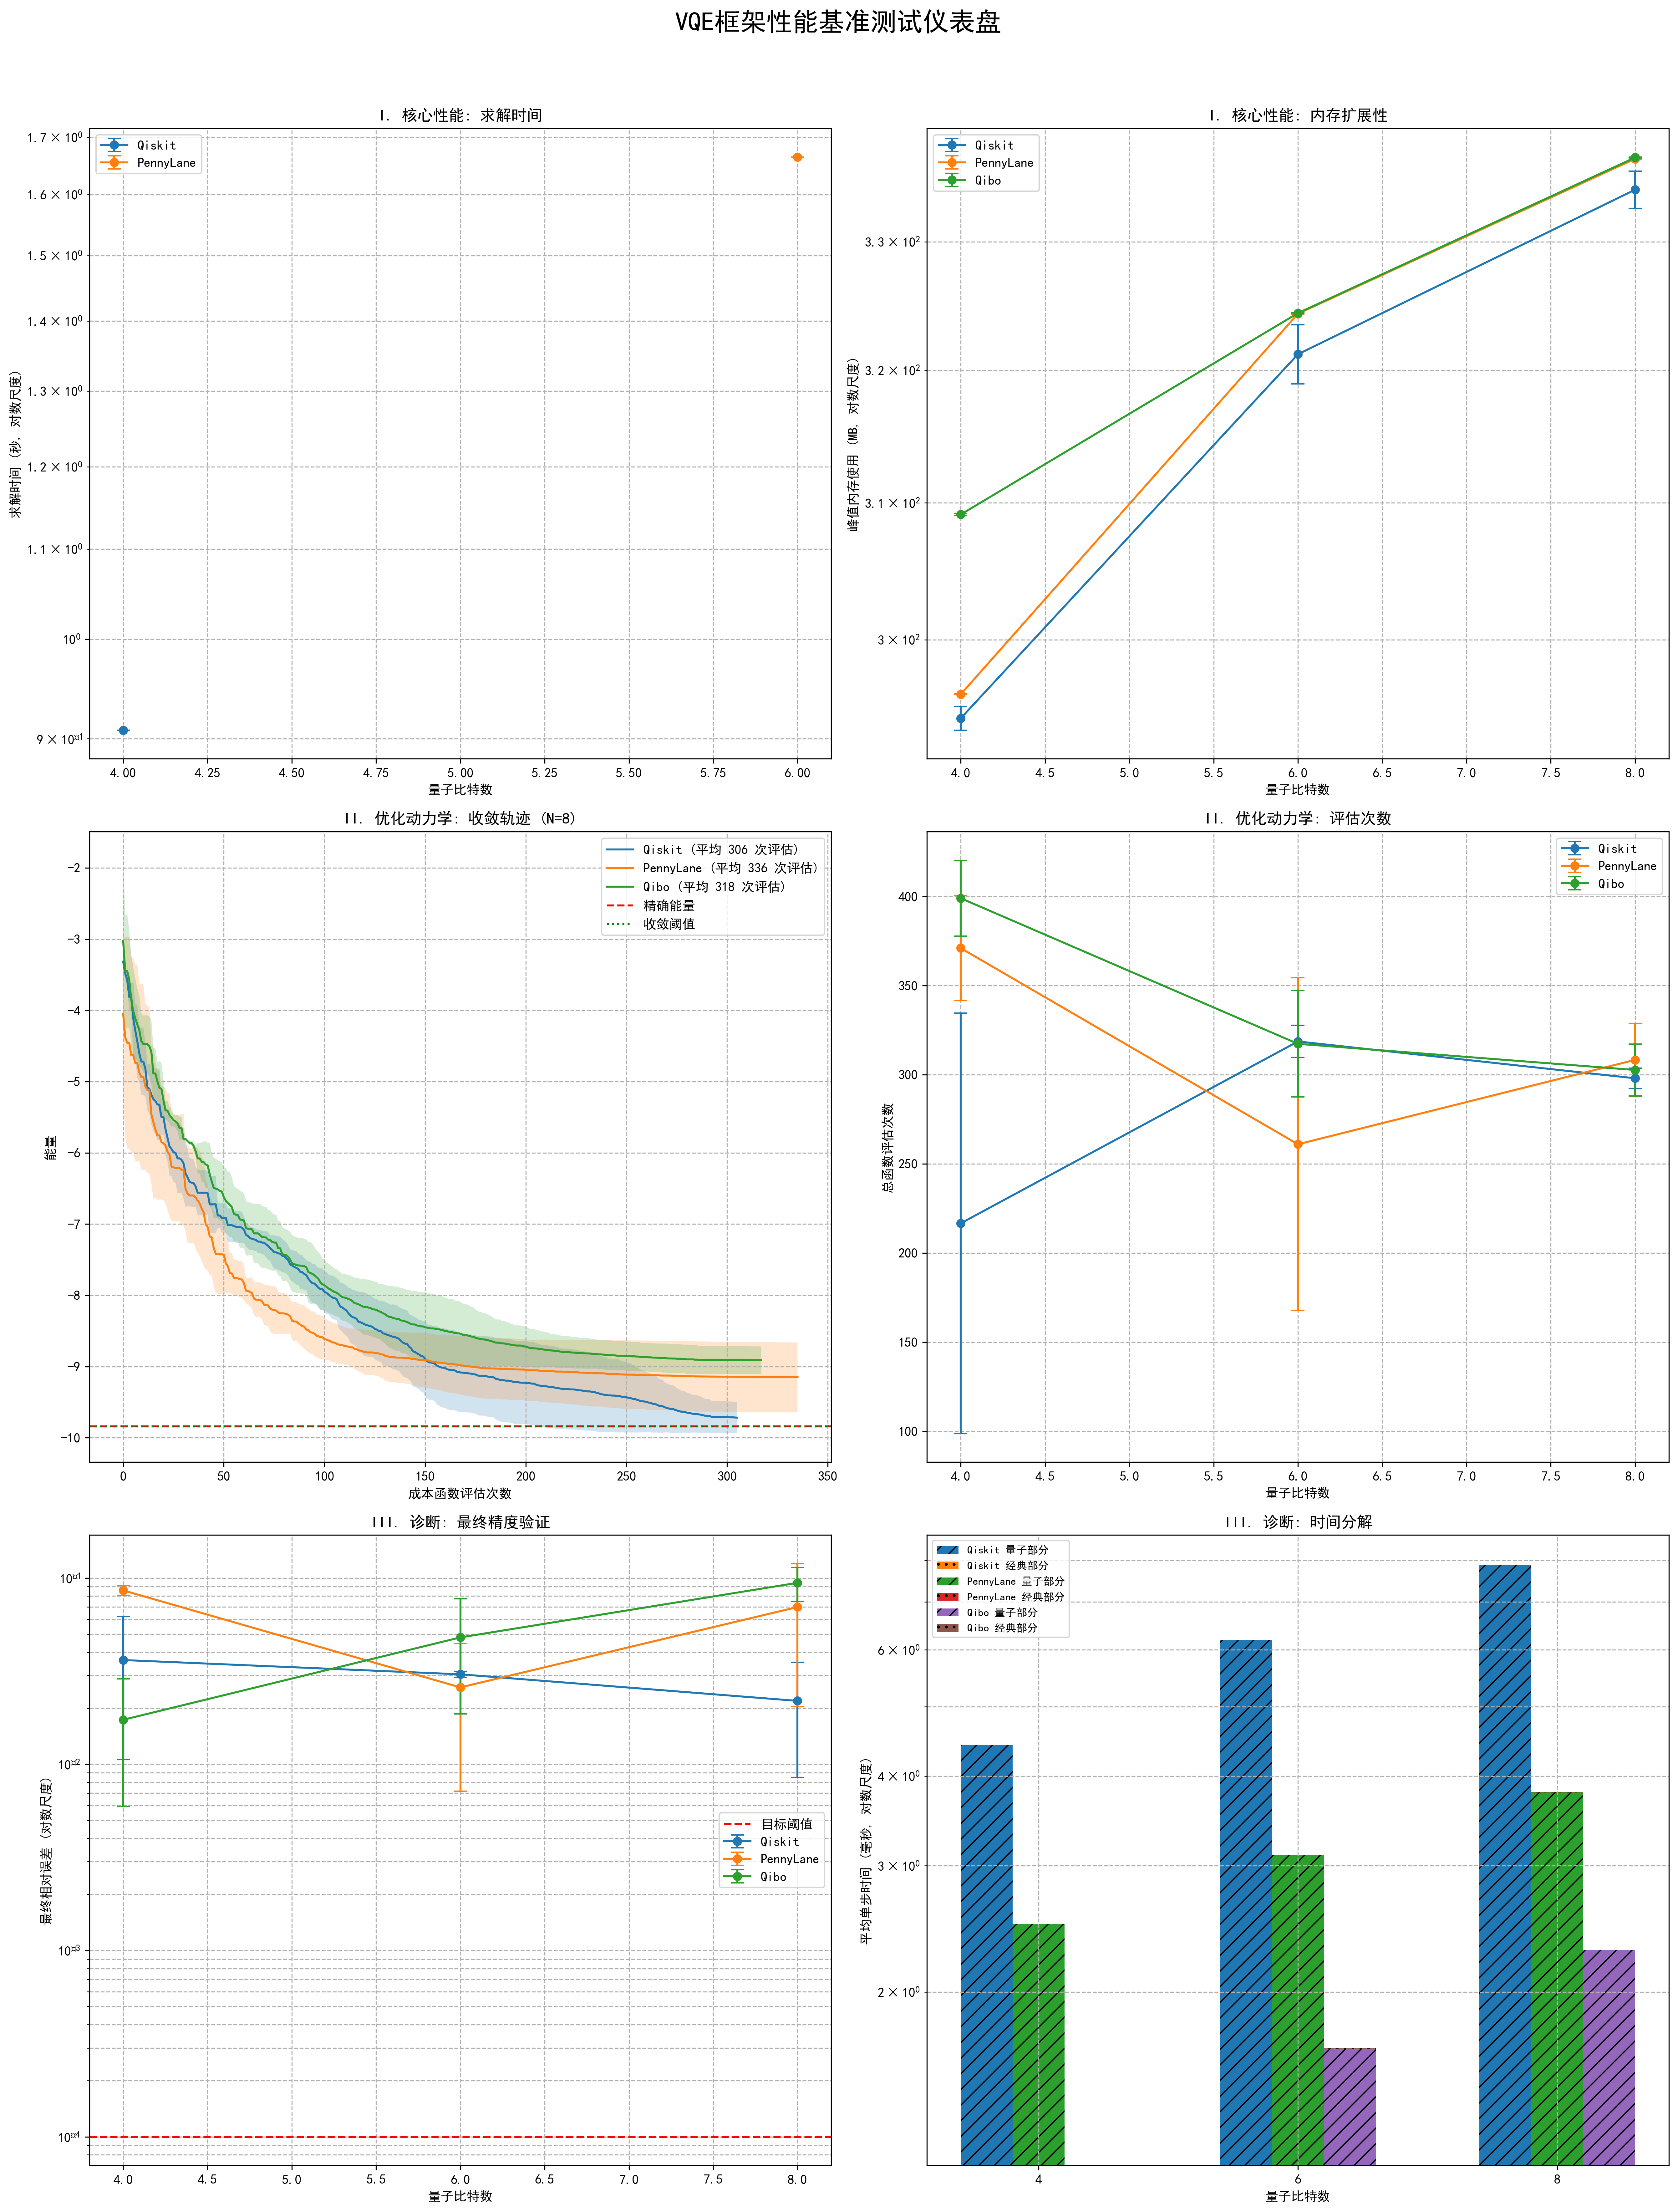 VQE框架性能基准测试仪表盘
I. 核心性能: 求解时间
Qiskit
PennyLane
1.7 × 10⁰
1.6 × 10⁰
1.5 × 10⁰
1.4 × 10⁰
1.3 × 10⁰
1.2 × 10⁰
1.1 × 10⁰
10⁰
9 × 10¤1
求解时间 (秒, 对数尺度)
4.00 4.25 4.50 4.75 5.00 5.25 5.50 5.75 6.00
量子比特数
I. 核心性能: 内存扩展性
Qiskit
PennyLane
Qibo
3.3 × 10²
3.2 × 10²
3.1 × 10²
3 × 10²
峰值内存使用 (MB, 对数尺度)
4.0 4.5 5.0 5.5 6.0 6.5 7.0 7.5 8.0
量子比特数
II. 优化动力学: 收敛轨迹 (N=8)
Qiskit (平均 306 次评估)
PennyLane (平均 336 次评估)
Qibo (平均 318 次评估)
精确能量
收敛阈值
−2
−3
−4
−5
−6
−7
−8
−9
−10
能量
0 50 100 150 200 250 300 350
成本函数评估次数
II. 优化动力学: 评估次数
Qiskit
PennyLane
Qibo
400
350
300
250
200
150
100
总函数评估次数
4.0 4.5 5.0 5.5 6.0 6.5 7.0 7.5 8.0
量子比特数
III. 诊断: 最终精度验证
10¤1
10¤2
10¤3
10¤4
最终相对误差 (对数尺度)
目标阈值
Qiskit
PennyLane
Qibo
4.0 4.5 5.0 5.5 6.0 6.5 7.0 7.5 8.0
量子比特数
III. 诊断: 时间分解
Qiskit 量子部分
Qiskit 经典部分
PennyLane 量子部分
PennyLane 经典部分
Qibo 量子部分
Qibo 经典部分
6 × 10⁰
4 × 10⁰
3 × 10⁰
2 × 10⁰
平均单步时间 (毫秒, 对数尺度)
4 6 8
量子比特数